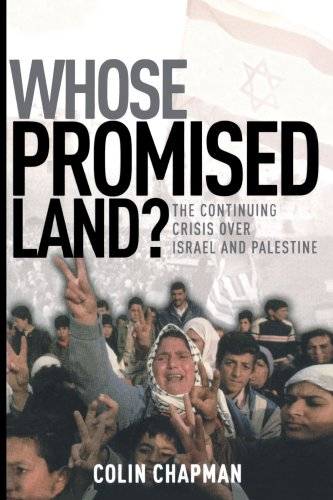 WHOSE
PROMISED
LAND?
THE CONTINUING
CRISIS OVER
ISRAEL AND PALESTINE
COLIN CHAPMAN